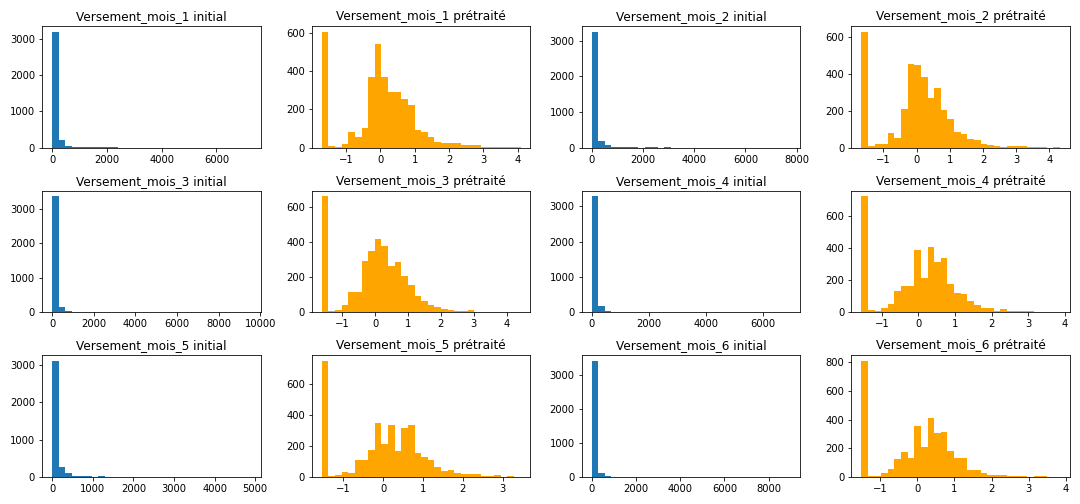 Versement_mois_1 initial
3000
2000
1000
0
0 2000 4000 6000
Versement_mois_1 prétraité
600
400
200
0
−1 0 1 2 3 4
Versement_mois_2 initial
3000
2000
1000
0
0 2000 4000 6000 8000
Versement_mois_2 prétraité
600
400
200
0
−1 0 1 2 3 4
Versement_mois_3 initial
3000
2000
1000
0
0 2000 4000 6000 8000 10000
Versement_mois_3 prétraité
600
400
200
0
−1 0 1 2 3 4
Versement_mois_4 initial
3000
2000
1000
0
0 2000 4000 6000
Versement_mois_4 prétraité
600
400
200
0
−1 0 1 2 3 4
Versement_mois_5 initial
3000
2000
1000
0
0 1000 2000 3000 4000 5000
Versement_mois_5 prétraité
600
400
200
0
−1 0 1 2 3
Versement_mois_6 initial
3000
2000
1000
0
0 2000 4000 6000 8000
Versement_mois_6 prétraité
800
600
400
200
0
−1 0 1 2 3 4